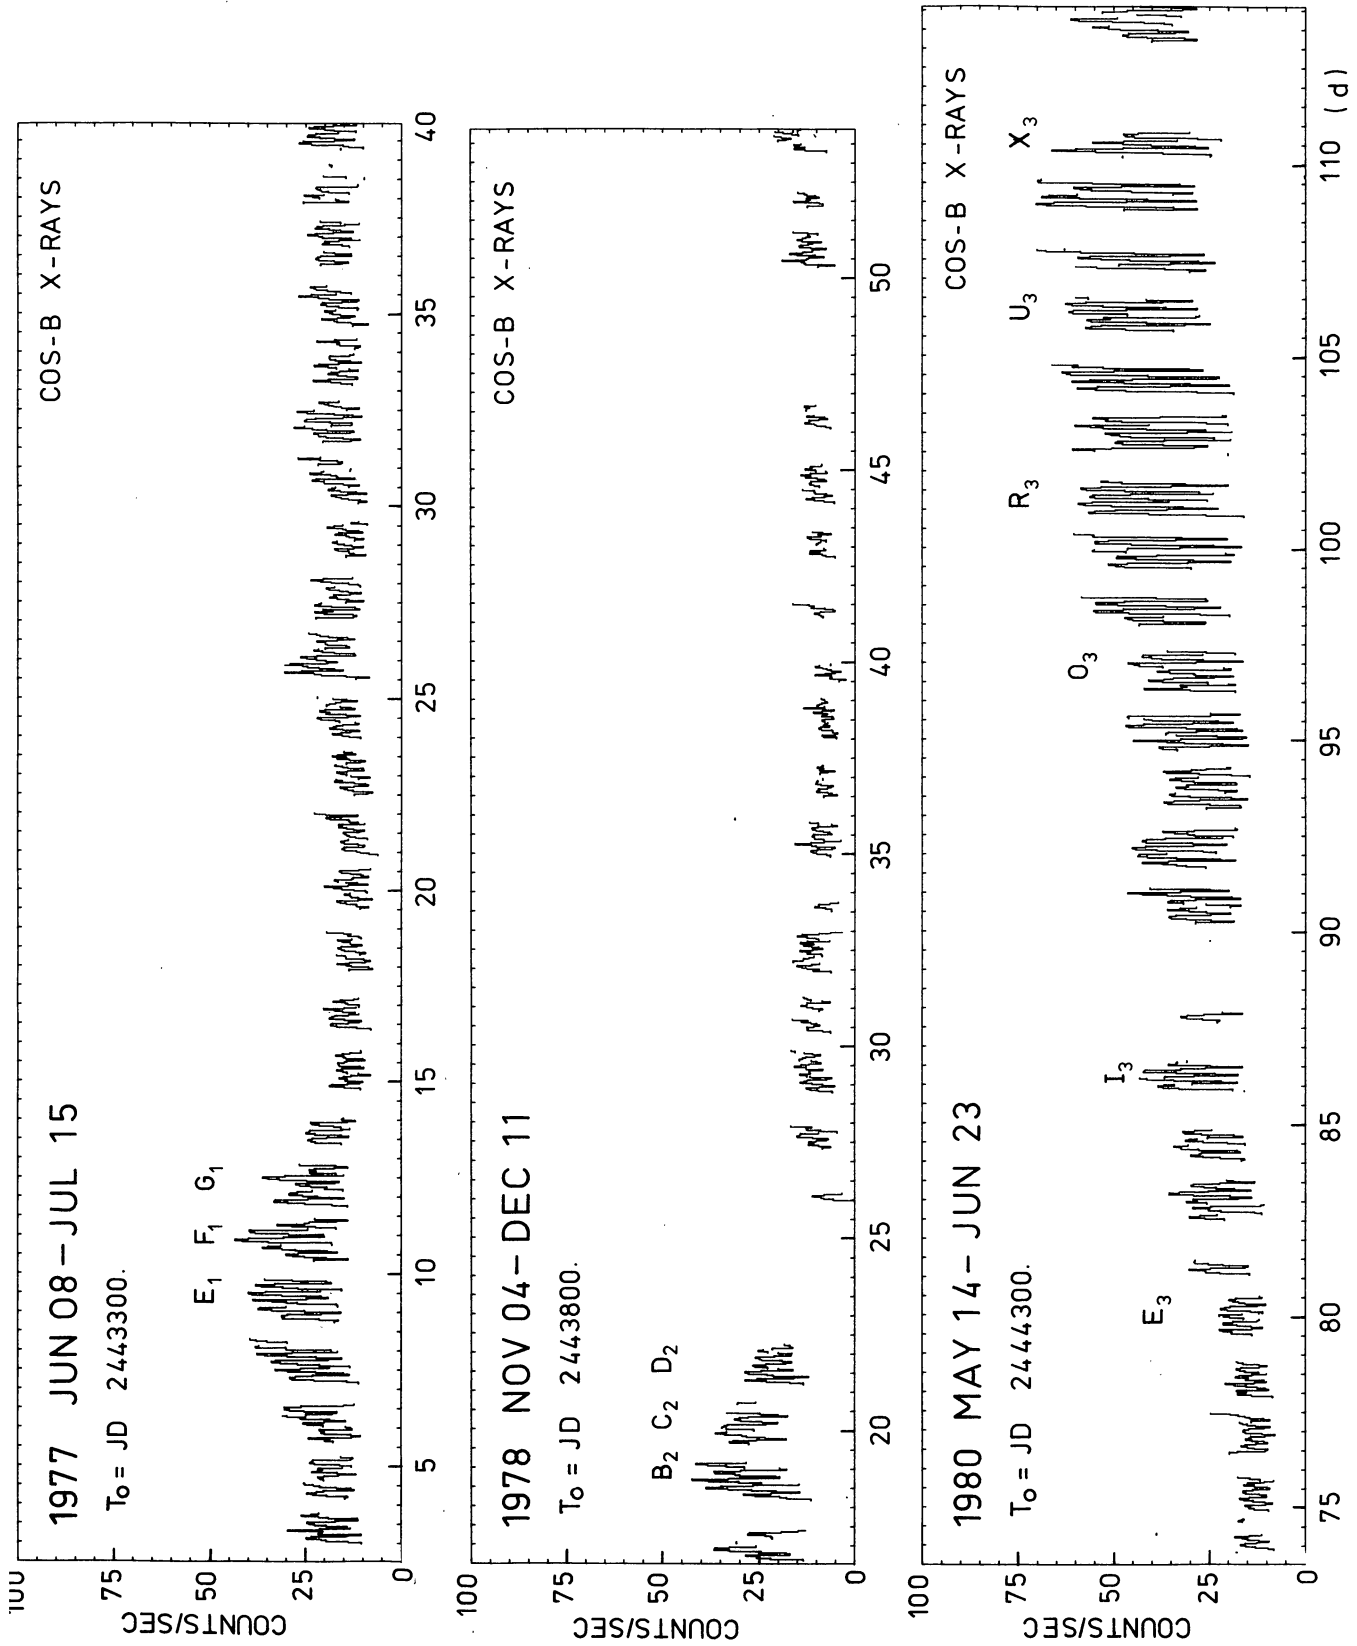 1977 JUN 08 – JUL 15
COS-B X-RAYS
T₀ = JD 2443300.
E₁ F₁ G₁
100
75
50
25
0
COUNTS/SEC
5 10 15 20 25 30 35 40
1978 NOV 04 – DEC 11
COS-B X-RAYS
T₀ = JD 2443800.
B₂ C₂ D₂
100
75
50
25
0
COUNTS/SEC
20 25 30 35 40 45 50
1980 MAY 14 – JUN 23
COS-B X-RAYS
T₀ = JD 2444300.
E₃ I₃ O₃ R₃ U₃ X₃
100
75
50
25
0
COUNTS/SEC
75 80 85 90 95 100 105 110 (d)